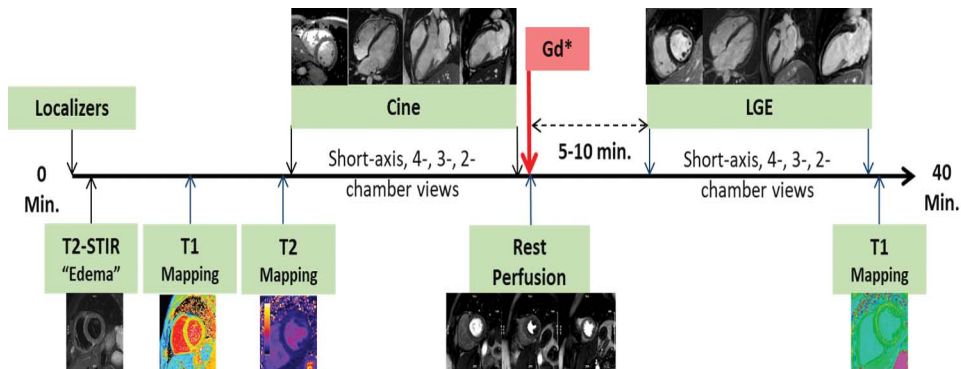 Gd*
Localizers
Cine
LGE
5-10 min.
Short-axis, 4-, 3-, 2-
chamber views
Short-axis, 4-, 3-, 2-
chamber views
0
Min.
40
Min.
T2-STIR
“Edema”
T1
Mapping
T2
Mapping
Rest
Perfusion
T1
Mapping